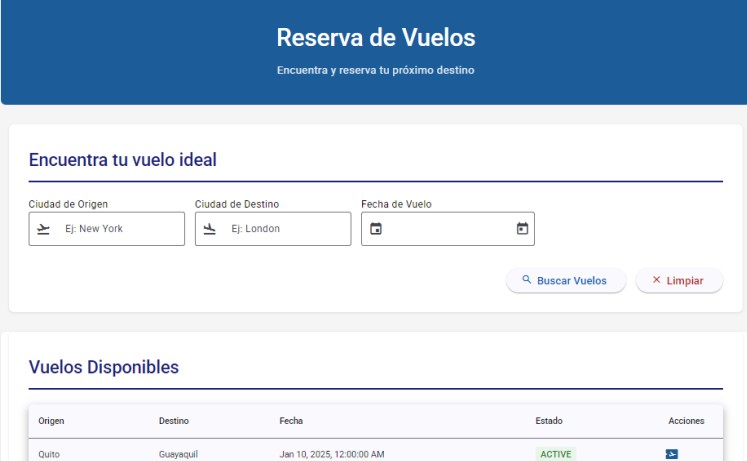 Reserva de Vuelos
Encuentra y reserva tu próximo destino
Encuentra tu vuelo ideal
Ciudad de Origen Ciudad de Destino Fecha de Vuelo
Ej: New York Ej: London
Buscar Vuelos Limpiar
Vuelos Disponibles
Origen Destino Fecha Estado Acciones
Quito Guayaquil Jan 10, 2025, 12:00:00 AM ACTIVE